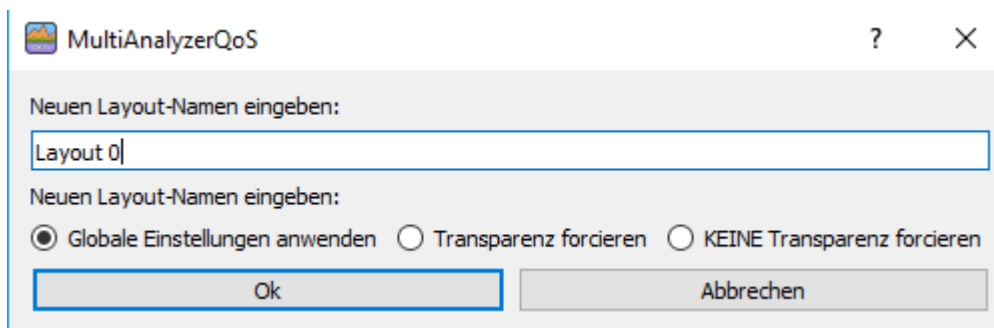 MultiAnalyzerQoS ? ×
Neuen Layout-Namen eingeben:
Layout 0
Neuen Layout-Namen eingeben:
Globale Einstellungen anwenden Transparenz forcieren KEINE Transparenz forcieren
Ok Abbrechen